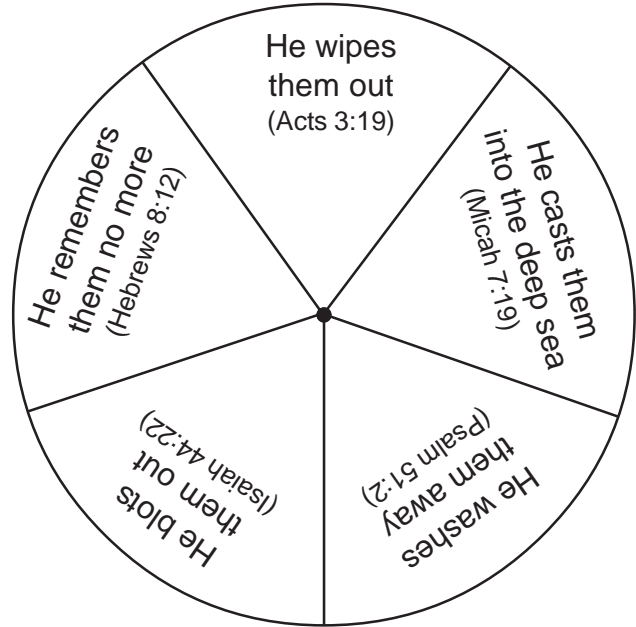 He wipes
them out
(Acts 3:19)
He casts them
into the deep sea
(Micah 7:19)
He washes
them away
(Psalm 51:2)
He blots
them out
(Isaiah 44:22)
He remembers
them no more
(Hebrews 8:12)